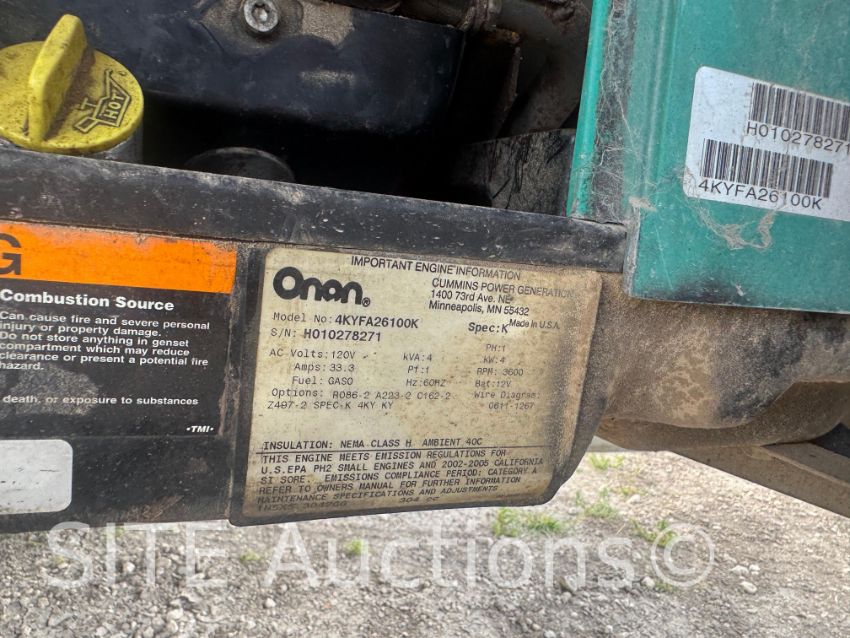 HOT
H010278271
4KYFA26100K
G
Combustion Source
Can cause fire and severe personal
injury or property damage.
Do not store anything in genset
compartment which may reduce
clearance or present a potential fire
hazard.
death, or exposure to substances
•TMI•
IMPORTANT ENGINE INFORMATION
Onan®
CUMMINS POWER GENERATION
1400 73rd Ave. NE
Minneapolis, MN 55432
Made in U.S.A.
Model No: 4KYFA26100K
Spec: K
S/N: H010278271
AC Volts: 120V kVA: 4 PH: 1
Amps: 33.3 Pf: 1 kW: 4
Fuel: GASO Hz: 60HZ RPM: 3600
Bat: 12V
Options: R086-2 A223-2 C162-2 Wire Diagram:
Z497-2 SPEC-K 4KY KY 0611-1267
INSULATION: NEMA CLASS H AMBIENT 40C
THIS ENGINE MEETS EMISSION REGULATIONS FOR
U.S.EPA PH2 SMALL ENGINES AND 2002-2005 CALIFORNIA
SI SORE. EMISSIONS COMPLIANCE PERIOD: CATEGORY A
REFER TO OWNERS MANUAL FOR FURTHER INFORMATION
MAINTENANCE SPECIFICATIONS AND ADJUSTMENTS
304 cc
SITE Auctions©